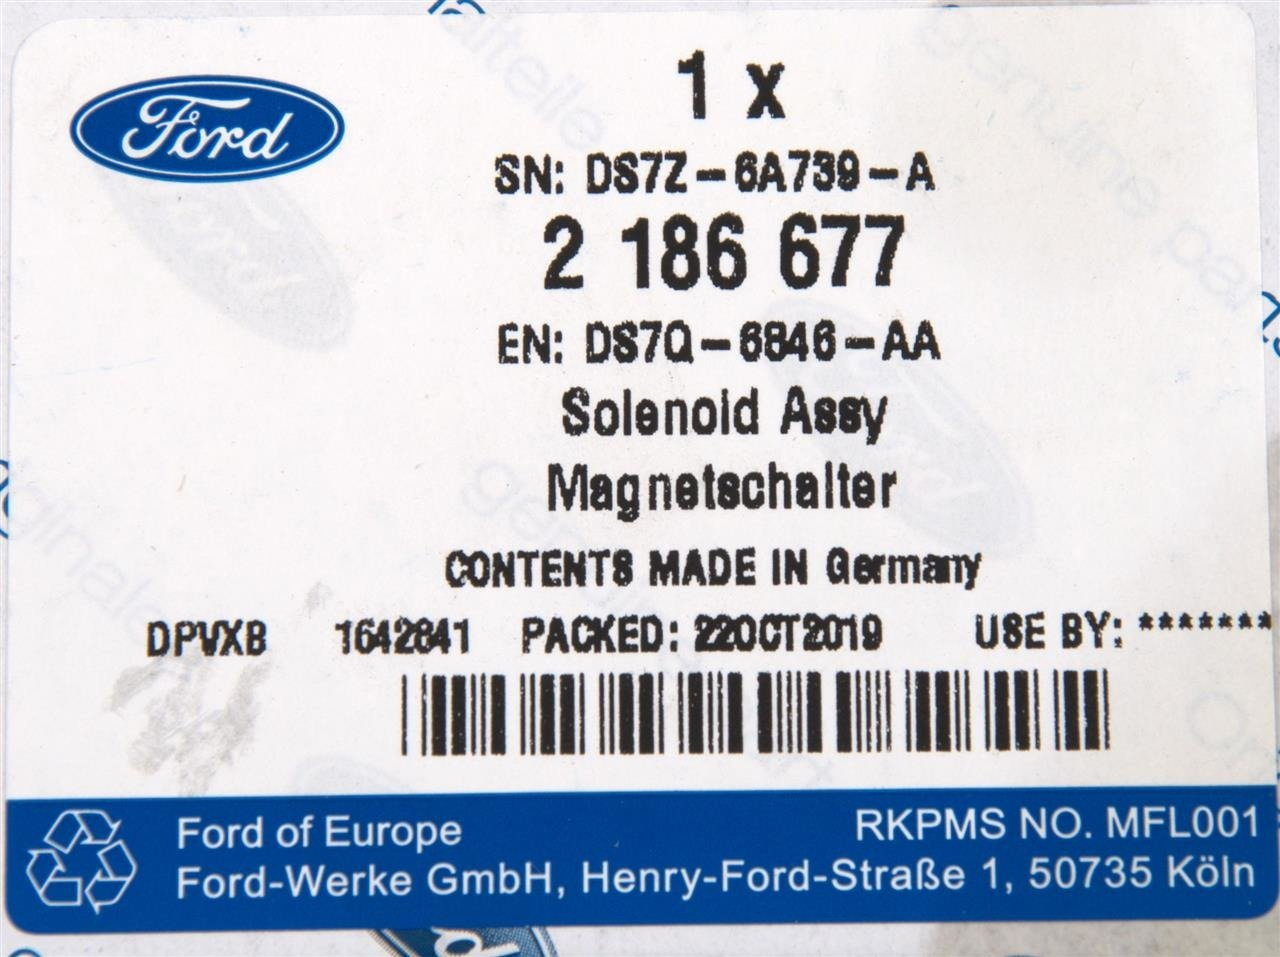 Ford
1 x
SN: DS7Z-6A739-A
2 186 677
EN: DS7Q-6846-AA
Solenoid Assy
Magnetschalter
CONTENTS MADE IN Germany
DPVXB 1642841 PACKED: 22OCT2019 USE BY: *******
Ford of Europe RKPMS NO. MFL001
Ford-Werke GmbH, Henry-Ford-Straße 1, 50735 Köln